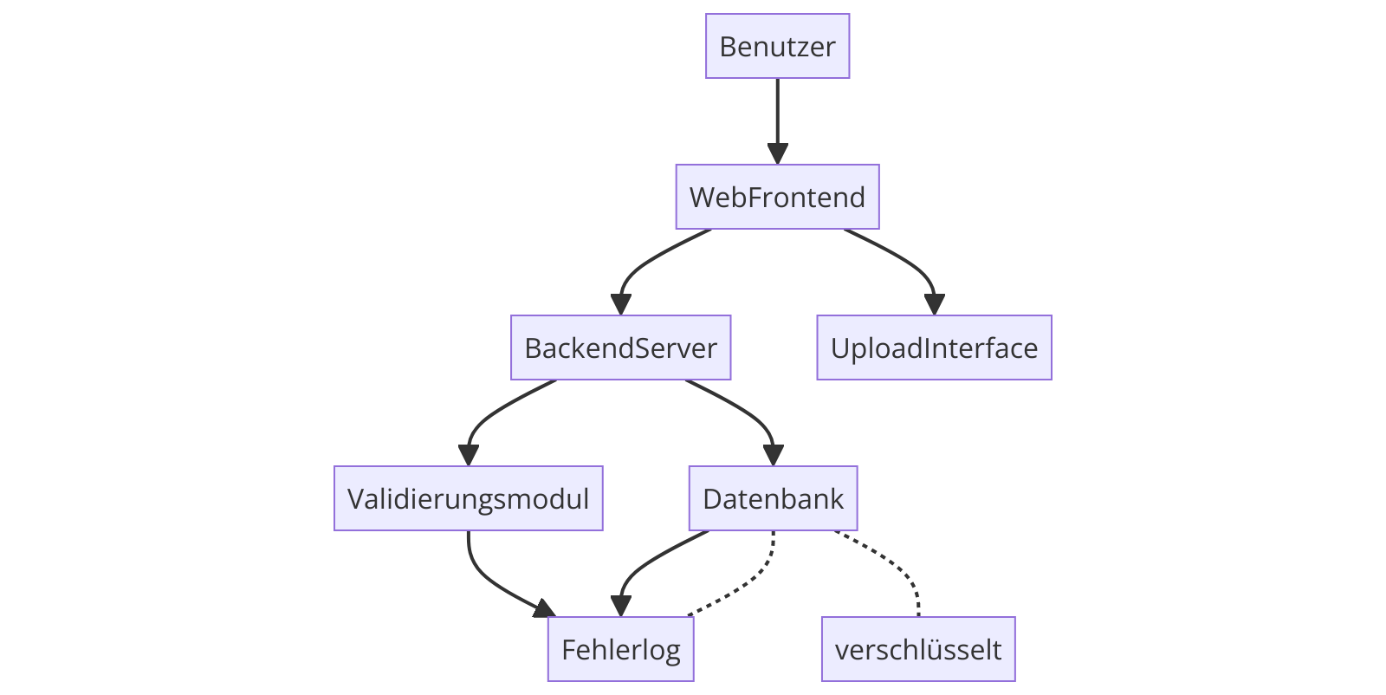 Benutzer
WebFrontend
BackendServer
UploadInterface
Validierungsmodul
Datenbank
Fehlerlog
verschlüsselt